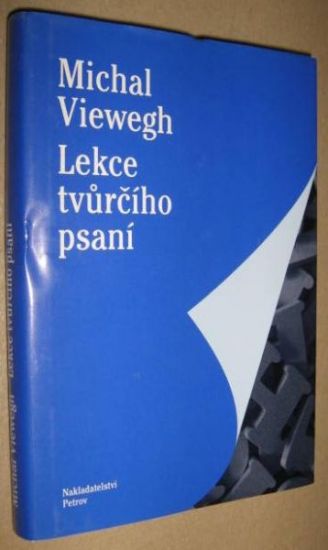 Michal
Viewegh
Lekce
tvůrčího
psaní
Nakladatelství
Petrov
Michal Viewegh Lekce tvůrčího psaní